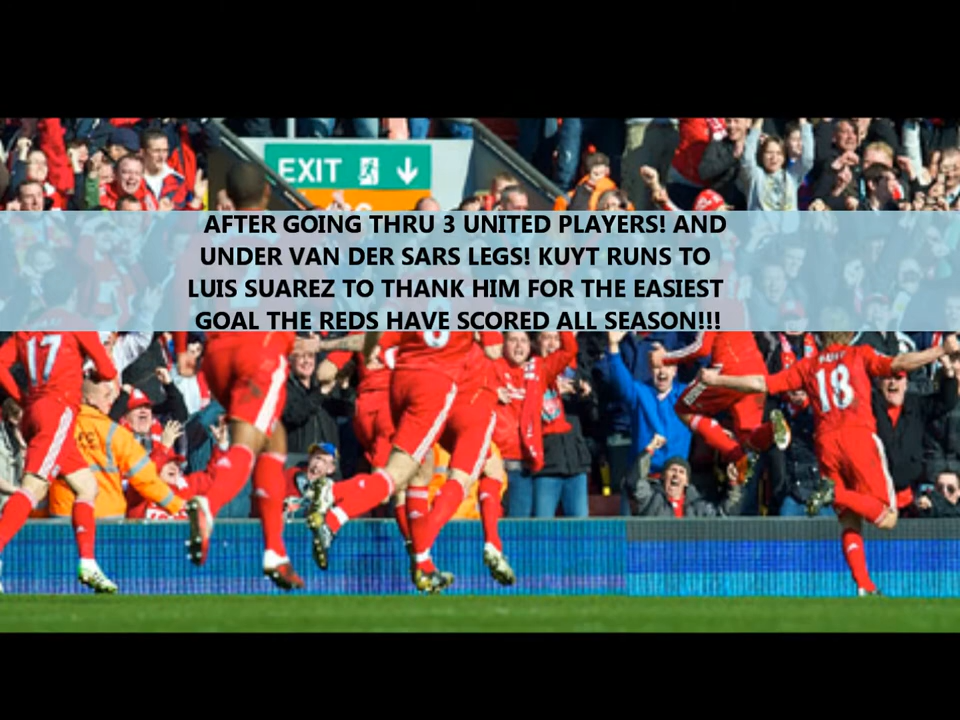 EXIT
AFTER GOING THRU 3 UNITED PLAYERS! AND
UNDER VAN DER SARS LEGS! KUYT RUNS TO
LUIS SUAREZ TO THANK HIM FOR THE EASIEST
GOAL THE REDS HAVE SCORED ALL SEASON!!!
17
18